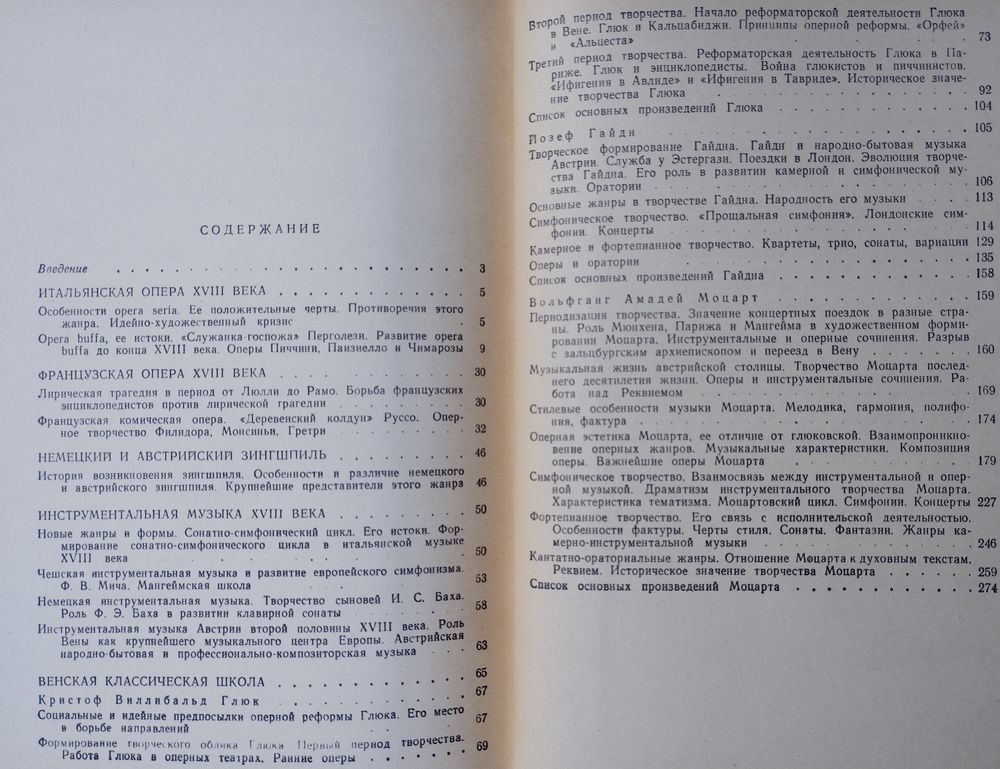 СОДЕРЖАНИЕ
Введение . . . . . . . . . . . . . . . . . . . . 3
ИТАЛЬЯНСКАЯ ОПЕРА XVIII ВЕКА . . . . . . . . . . . 5
Особенности opera seria. Ее положительные черты. Противоречия этого
жанра. Идейно-художественный кризис . . . . . . . . . 5
Opera buffa, ее истоки. «Служанка-госпожа» Перголези. Развитие opera
buffa до конца XVIII века. Оперы Пиччини, Паизиелло и Чимарозы 9
ФРАНЦУЗСКАЯ ОПЕРА XVIII ВЕКА . . . . . . . . . . . 30
Лирическая трагедия в период от Люлли до Рамо. Борьба французских
энциклопедистов против лирической трагедии . . . . . . . 30
Французская комическая опера. «Деревенский колдун» Руссо. Опер-
ное творчество Филидора, Монсиньи, Гретри . . . . . . . 32
НЕМЕЦКИЙ И АВСТРИЙСКИЙ ЗИНГШПИЛЬ . . . . . . . . 46
История возникновения зингшпиля. Особенности и различие немецкого
и австрийского зингшпиля. Крупнейшие представители этого жанра 46
ИНСТРУМЕНТАЛЬНАЯ МУЗЫКА XVIII ВЕКА . . . . . . . . 50
Новые жанры и формы. Сонатно-симфонический цикл. Его истоки. Фор-
мирование сонатно-симфонического цикла в итальянской музыке
XVIII века . . . . . . . . . . . . . . . . . . 50
Чешская инструментальная музыка и развитие европейского симфонизма.
Ф. В. Мича. Мангеймская школа . . . . . . . . . . . 53
Немецкая инструментальная музыка. Творчество сыновей И. С. Баха.
Роль Ф. Э. Баха в развитии клавирной сонаты . . . . . . 58
Инструментальная музыка Австрии второй половины XVIII века. Роль
Вены как крупнейшего музыкального центра Европы. Австрийская
народно-бытовая и профессионально-композиторская музыка . . . 63
ВЕНСКАЯ КЛАССИЧЕСКАЯ ШКОЛА . . . . . . . . . . . 65
Кристоф Виллибальд Глюк . . . . . . . . . . . . 67
Социальные и идейные предпосылки оперной реформы Глюка. Его место
в борьбе направлений . . . . . . . . . . . . . . 67
Формирование творческого облика Глюка. Первый период творчества.
Работа Глюка в оперных театрах. Ранние оперы . . . . . . 69
Второй период творчества. Начало реформаторской деятельности Глюка
в Вене. Глюк и Кальцабиджи. Принципы оперной реформы. «Орфей»
и «Альцеста» . . . . . . . . . . . . . . . . . 73
Третий период творчества. Реформаторская деятельность Глюка в Па-
риже. Глюк и энциклопедисты. Война глюкистов и пиччинистов.
«Ифигения в Авлиде» и «Ифигения в Тавриде». Историческое значе-
ние творчества Глюка . . . . . . . . . . . . . . 92
Список основных произведений Глюка . . . . . . . . . 104
Йозеф Гайдн . . . . . . . . . . . . . . . . . 105
Творческое формирование Гайдна. Гайдн и народно-бытовая музыка
Австрии. Служба у Эстергази. Поездки в Лондон. Эволюция творче-
ства Гайдна. Его роль в развитии камерной и симфонической му-
зыки. Оратории . . . . . . . . . . . . . . . . 106
Основные жанры в творчестве Гайдна. Народность его музыки . . . . 113
Симфоническое творчество. «Прощальная симфония». Лондонские сим-
фонии. Концерты . . . . . . . . . . . . . . . . 114
Камерное и фортепианное творчество. Квартеты, трио, сонаты, вариации 129
Оперы и оратории . . . . . . . . . . . . . . . . 135
Список основных произведений Гайдна . . . . . . . . . 158
Вольфганг Амадей Моцарт . . . . . . . . . . . . 159
Периодизация творчества. Значение концертных поездок в разные стра-
ны. Роль Мюнхена, Парижа и Мангейма в художественном форми-
ровании Моцарта. Инструментальные и оперные сочинения. Разрыв
с зальцбургским архиепископом и переезд в Вену . . . . . . 160
Музыкальная жизнь австрийской столицы. Творчество Моцарта послед-
него десятилетия жизни. Оперы и инструментальные сочинения. Ра-
бота над Реквиемом . . . . . . . . . . . . . . . 169
Стилевые особенности музыки Моцарта. Мелодика, гармония, полифо-
ния, фактура . . . . . . . . . . . . . . . . . 174
Оперная эстетика Моцарта, ее отличие от глюковской. Взаимопроникно-
вение оперных жанров. Музыкальные характеристики. Композиция
оперы. Важнейшие оперы Моцарта . . . . . . . . . . 179
Симфоническое творчество. Взаимосвязь между инструментальной и опер-
ной музыкой. Драматизм инструментального творчества Моцарта.
Характеристика тематизма. Моцартовский цикл. Симфонии. Концерты 227
Фортепианное творчество. Его связь с исполнительской деятельностью.
Особенности фактуры. Черты стиля. Сонаты. Фантазии. Жанры ка-
мерно-инструментальной музыки . . . . . . . . . . . 246
Кантатно-ораториальные жанры. Отношение Моцарта к духовным текстам.
Реквием. Историческое значение творчества Моцарта . . . . . 259
Список основных произведений Моцарта . . . . . . . . . 274